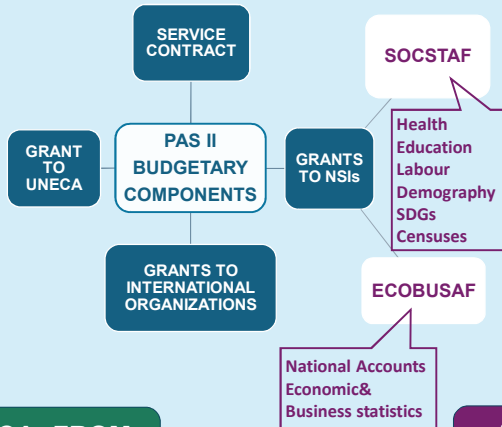 SERVICE
CONTRACT
SOCSTAF
GRANT
TO
UNECA
PAS II
BUDGETARY
COMPONENTS
GRANTS
TO NSIs
Health
Education
Labour
Demography
SDGs
Censuses
GRANTS TO
INTERNATIONAL
ORGANIZATIONS
ECOBUSAF
National Accounts
Economic&
Business statistics
FROM